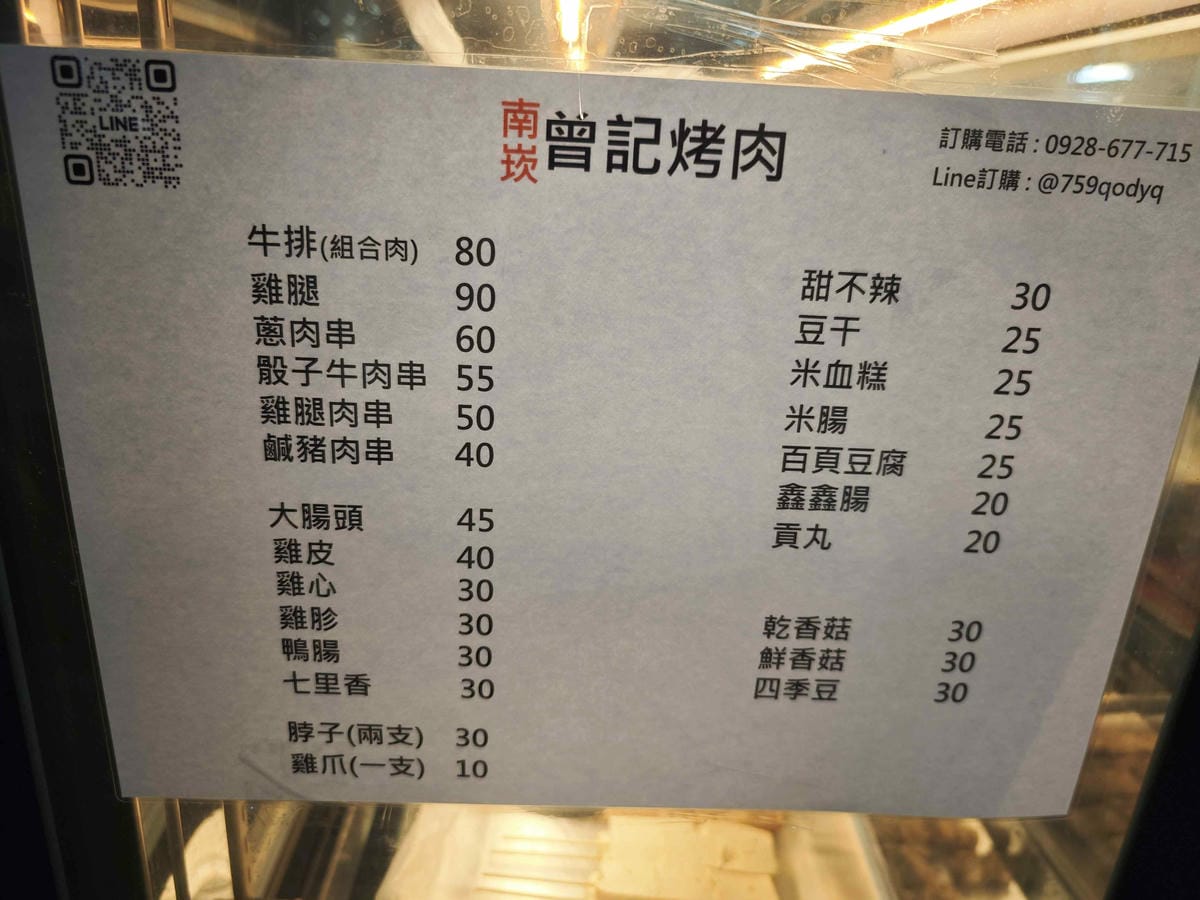 LINE
南崁
曾記烤肉
訂購電話 : 0928-677-715
Line訂購 : @759qodyq
牛排(組合肉) 80
雞腿 90
蔥肉串 60
骰子牛肉串 55
雞腿肉串 50
鹹豬肉串 40
大腸頭 45
雞皮 40
雞心 30
雞胗 30
鴨腸 30
七里香 30
脖子(兩支) 30
雞爪(一支) 10
甜不辣 30
豆干 25
米血糕 25
米腸 25
百頁豆腐 25
鑫鑫腸 20
貢丸 20
乾香菇 30
鮮香菇 30
四季豆 30